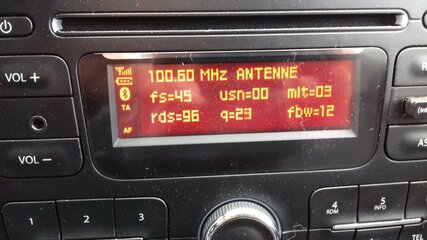 100.60 MHz ANTENNE
fs=45 usn=00 mlt=03
TA
rds=96 q=23 fbw=12
AF
VOL +
VOL −
1 2 3
4 RDM
5 INFO
TEL